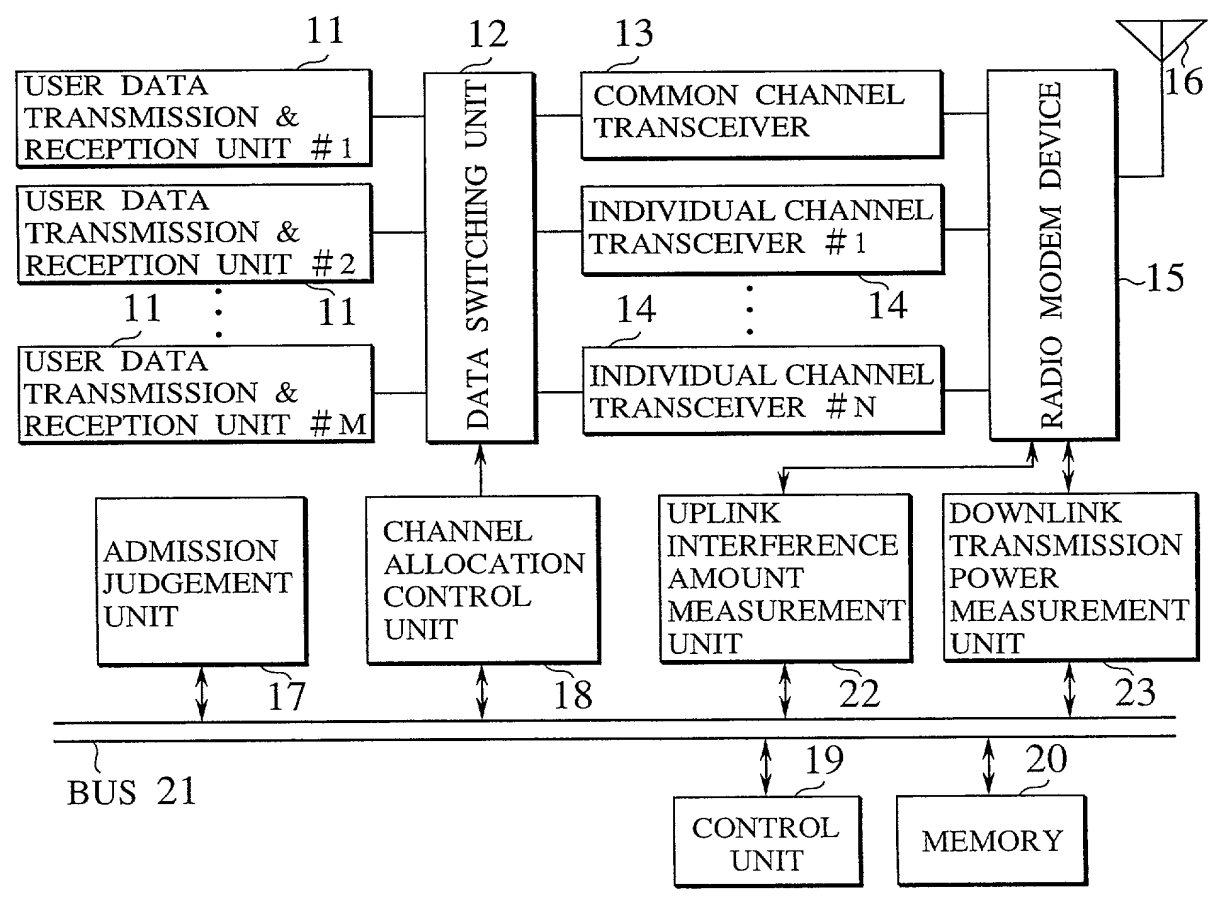 11
USER DATA
TRANSMISSION &
RECEPTION UNIT #1
12
DATA SWITCHING UNIT
13
COMMON CHANNEL
TRANSCEIVER
RADIO MODEM DEVICE
16
USER DATA
TRANSMISSION &
RECEPTION UNIT #2
11
INDIVIDUAL CHANNEL
TRANSCEIVER #1
14
15
11
USER DATA
TRANSMISSION &
RECEPTION UNIT #M
14
INDIVIDUAL CHANNEL
TRANSCEIVER #N
ADMISSION
JUDGEMENT
UNIT
17
CHANNEL
ALLOCATION
CONTROL
UNIT
18
UPLINK
INTERFERENCE
AMOUNT
MEASUREMENT
UNIT
22
DOWNLINK
TRANSMISSION
POWER
MEASUREMENT
UNIT
23
BUS 21
19
CONTROL
UNIT
20
MEMORY